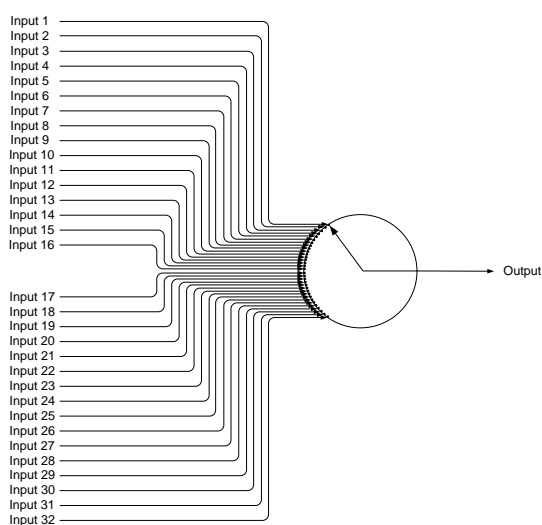 Input 1
Input 2
Input 3
Input 4
Input 5
Input 6
Input 7
Input 8
Input 9
Input 10
Input 11
Input 12
Input 13
Input 14
Input 15
Input 16
Output
Input 17
Input 18
Input 19
Input 20
Input 21
Input 22
Input 23
Input 24
Input 25
Input 26
Input 27
Input 28
Input 29
Input 30
Input 31
Input 32